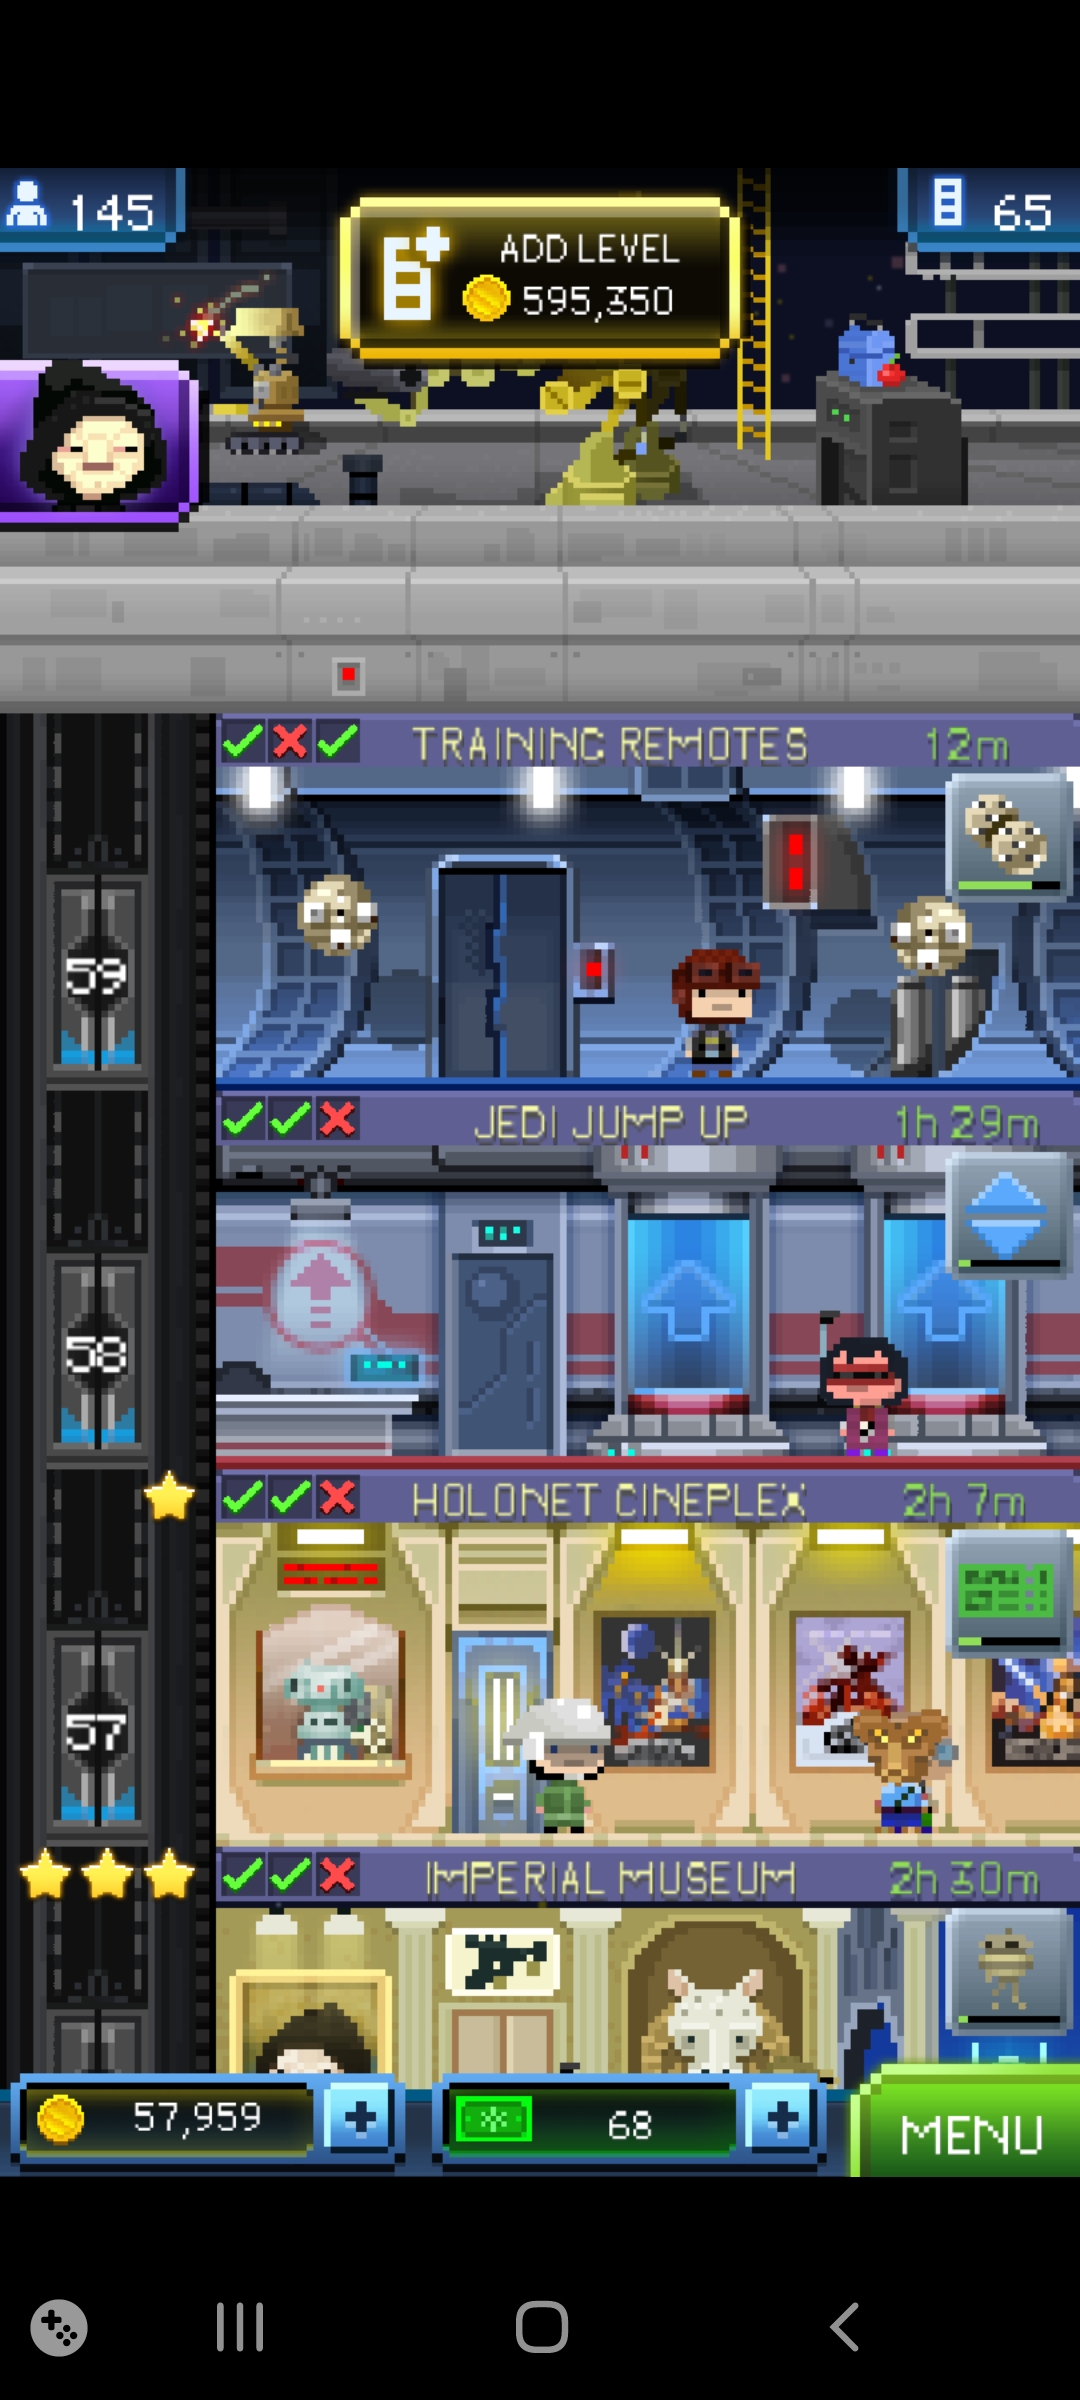 145
ADD LEVEL
595,350
65
TRAINING REMOTES 12m
59
JEDI JUMP UP 1h 29m
58
HOLONET CINEPLEX 2h 7m
57
IMPERIAL MUSEUM 2h 30m
57,959 + 68 + MENU